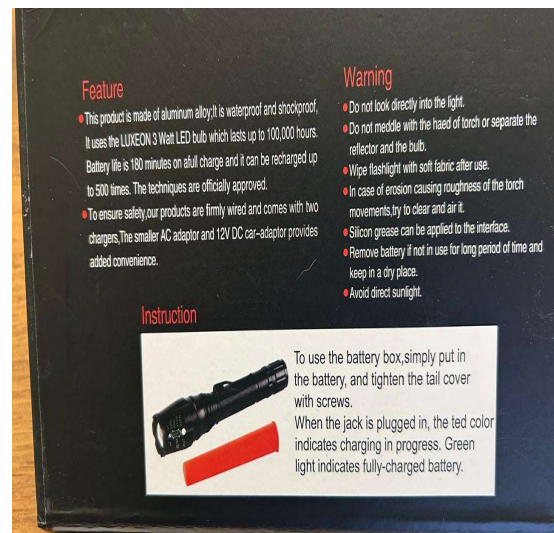 Feature
•This product is made of aluminum alloy;It is waterproof and shockproof,
It uses the LUXEON 3 Watt LED bulb which lasts up to 100,000 hours.
Battery life is 180 minutes on afull charge and it can be recharged up
to 500 times. The techniques are officially approved.
•To ensure safety,our products are firmly wired and comes with two
chargers,The smaller AC adaptor and 12V DC car-adaptor provides
added convenience.
Warning
•Do not look directly into the light.
•Do not meddle with the haed of torch or separate the
reflector and the bulb.
•Wipe flashlight with soft fabric after use.
•In case of erosion causing roughness of the torch
movements,try to clear and air it.
•Silicon grease can be applied to the interface.
•Remove battery if not in use for long period of time and
keep in a dry place.
•Avoid direct sunlight.
Instruction
To use the battery box,simply put in
the battery, and tighten the tail cover
with screws.
When the jack is plugged in, the ted color
indicates charging in progress. Green
light indicates fully-charged battery.